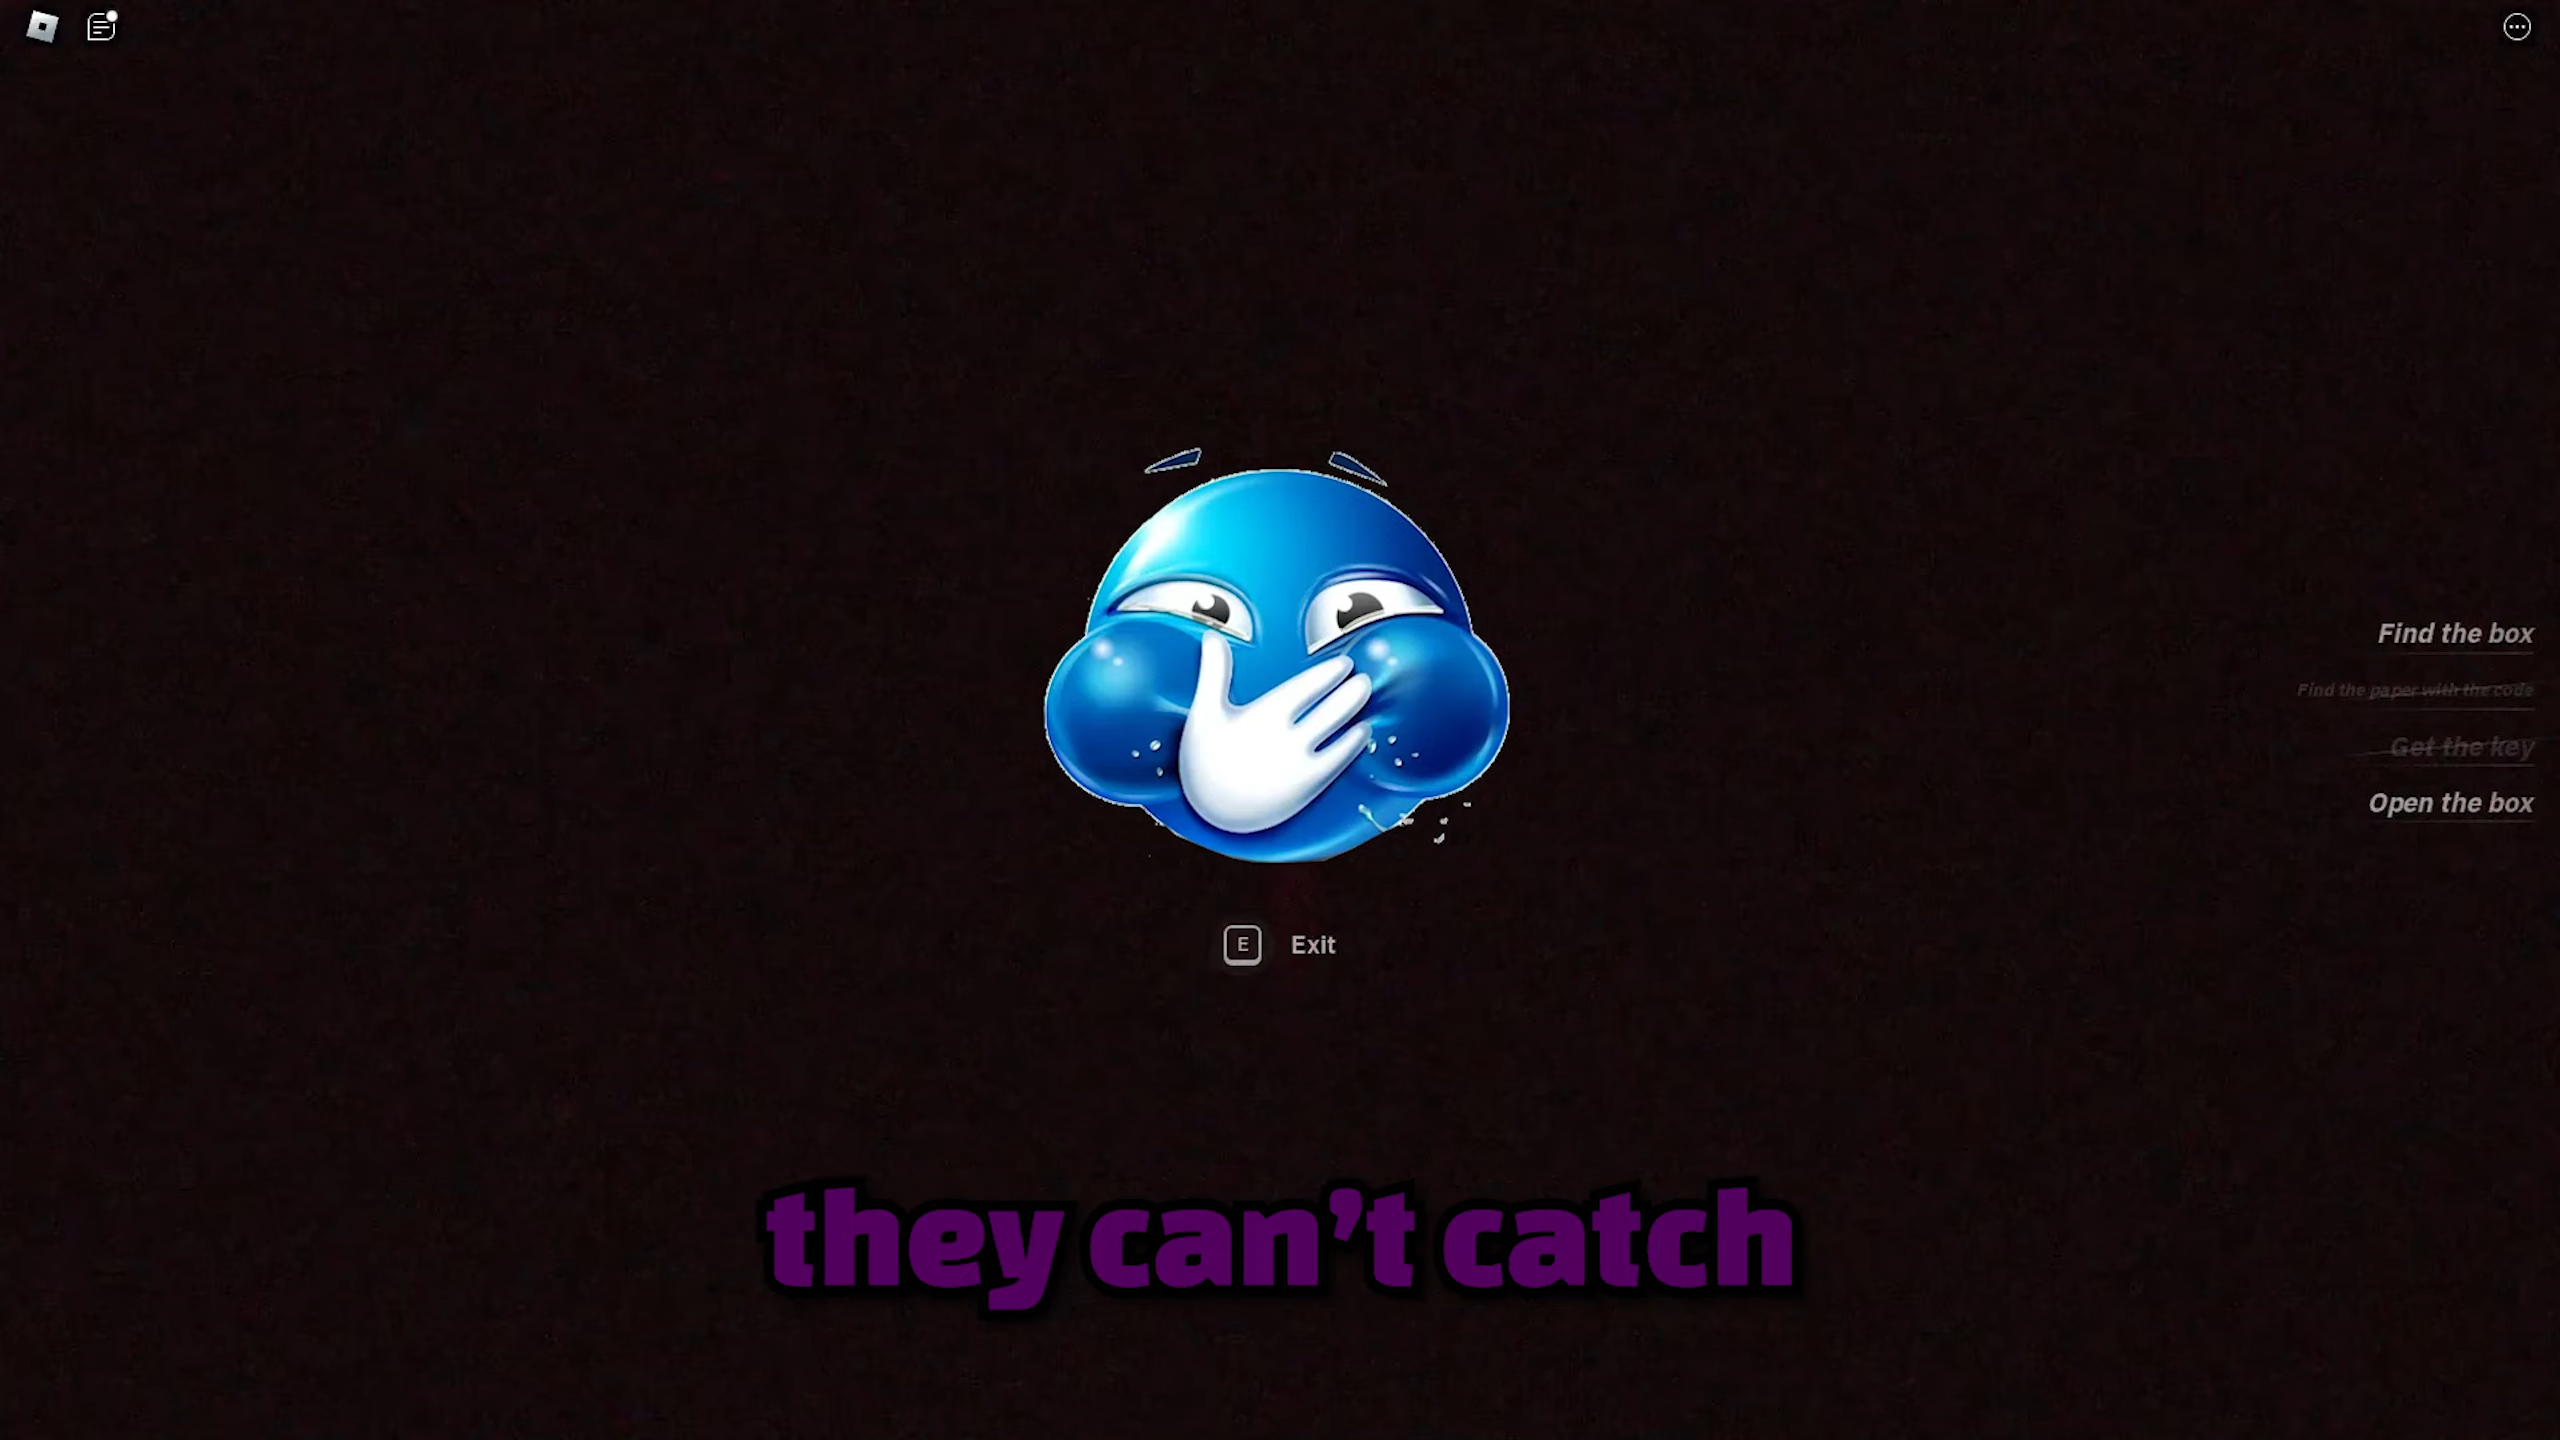 Find the box
Find the paper with the code
Get the key
Open the box
E Exit
they can't catch